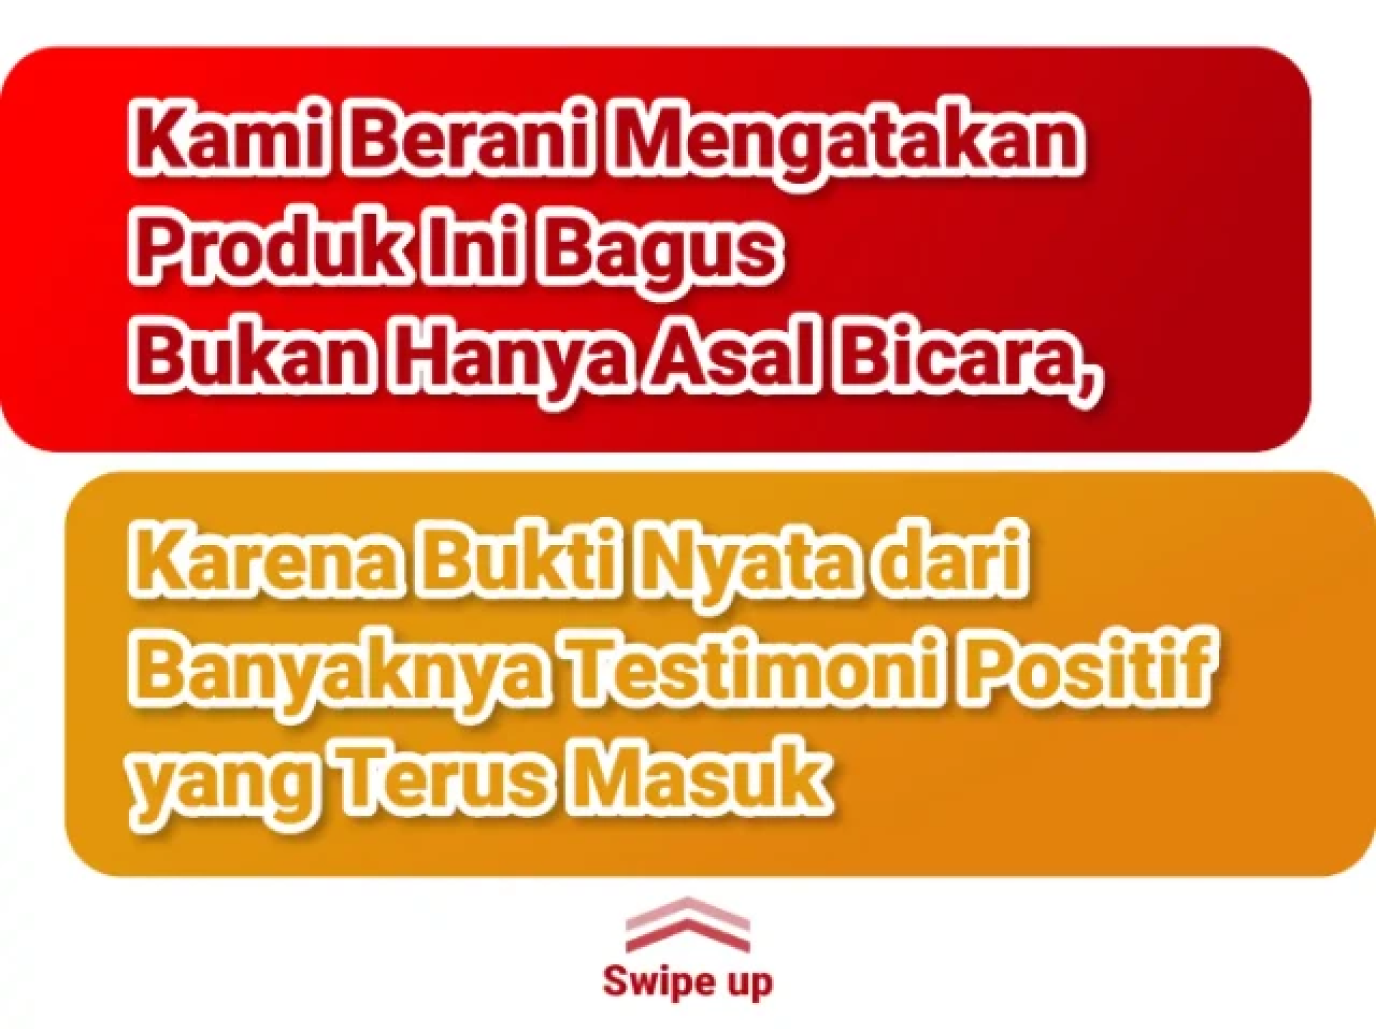 Kami Berani Mengatakan
Produk Ini Bagus
Bukan Hanya Asal Bicara,
Karena Bukti Nyata dari
Banyaknya Testimoni Positif
yang Terus Masuk
Swipe up